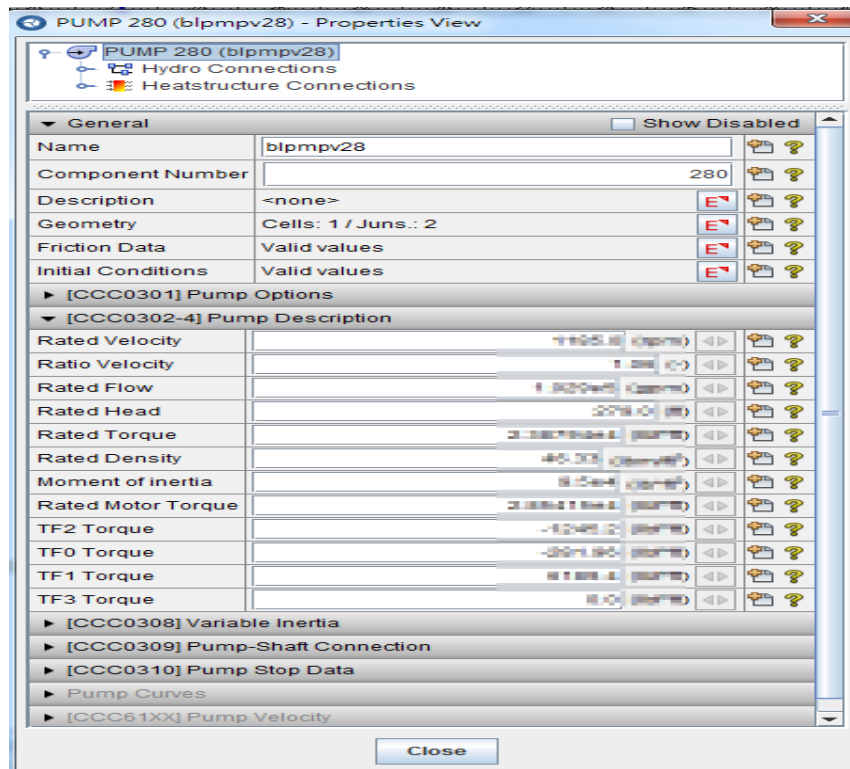 PUMP 280 (blpmpv28) - Properties View
PUMP 280 (blpmpv28)
Hydro Connections
Heatstructure Connections
General Show Disabled
Name blpmpv28
Component Number 280
Description <none> E
Geometry Cells: 1 / Juns.: 2 E
Friction Data Valid values E
Initial Conditions Valid values E
[CCC0301] Pump Options
[CCC0302-4] Pump Description
Rated Velocity
Ratio Velocity
Rated Flow
Rated Head
Rated Torque
Rated Density
Moment of inertia
Rated Motor Torque
TF2 Torque
TF0 Torque
TF1 Torque
TF3 Torque
[CCC0308] Variable Inertia
[CCC0309] Pump-Shaft Connection
[CCC0310] Pump Stop Data
Pump Curves
[CCC61XX] Pump Velocity
Close